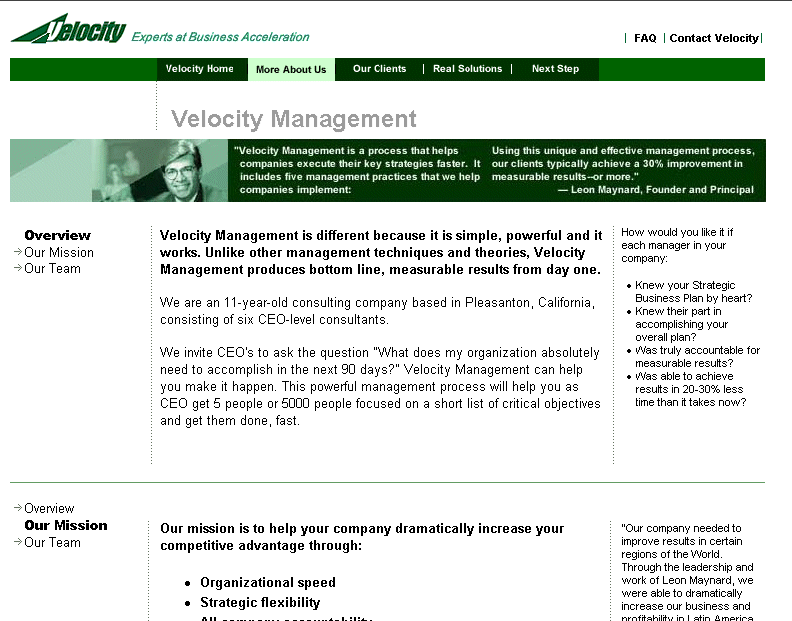 Velocity Experts at Business Acceleration
| FAQ | Contact Velocity|
Velocity Home More About Us Our Clients | Real Solutions | Next Step
Velocity Management
"Velocity Management is a process that helps
companies execute their key strategies faster. It
includes five management practices that we help
companies implement:
Using this unique and effective management process,
our clients typically achieve a 30% improvement in
measurable results--or more."
— Leon Maynard, Founder and Principal
Overview
Our Mission
Our Team
Velocity Management is different because it is simple, powerful and it
works. Unlike other management techniques and theories, Velocity
Management produces bottom line, measurable results from day one.
We are an 11-year-old consulting company based in Pleasanton, California,
consisting of six CEO-level consultants.
We invite CEO's to ask the question "What does my organization absolutely
need to accomplish in the next 90 days?" Velocity Management can help
you make it happen. This powerful management process will help you as
CEO get 5 people or 5000 people focused on a short list of critical objectives
and get them done, fast.
How would you like it if
each manager in your
company:
• Knew your Strategic
Business Plan by heart?
• Knew their part in
accomplishing your
overall plan?
• Was truly accountable for
measurable results?
• Was able to achieve
results in 20-30% less
time than it takes now?
Overview
Our Mission
Our Team
Our mission is to help your company dramatically increase your
competitive advantage through:
• Organizational speed
• Strategic flexibility
All company accountability
"Our company needed to
improve results in certain
regions of the World.
Through the leadership and
work of Leon Maynard, we
were able to dramatically
increase our business and
profitability in Latin America